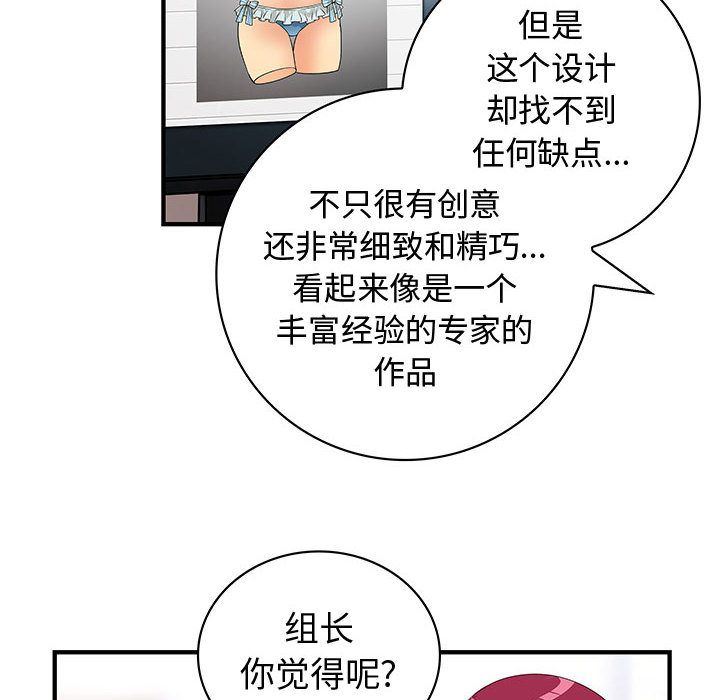 但是
这个设计
却找不到
任何缺点...
不只很有创意
还非常细致和精巧...
看起来像是一个
丰富经验的专家的
作品
组长
你觉得呢?